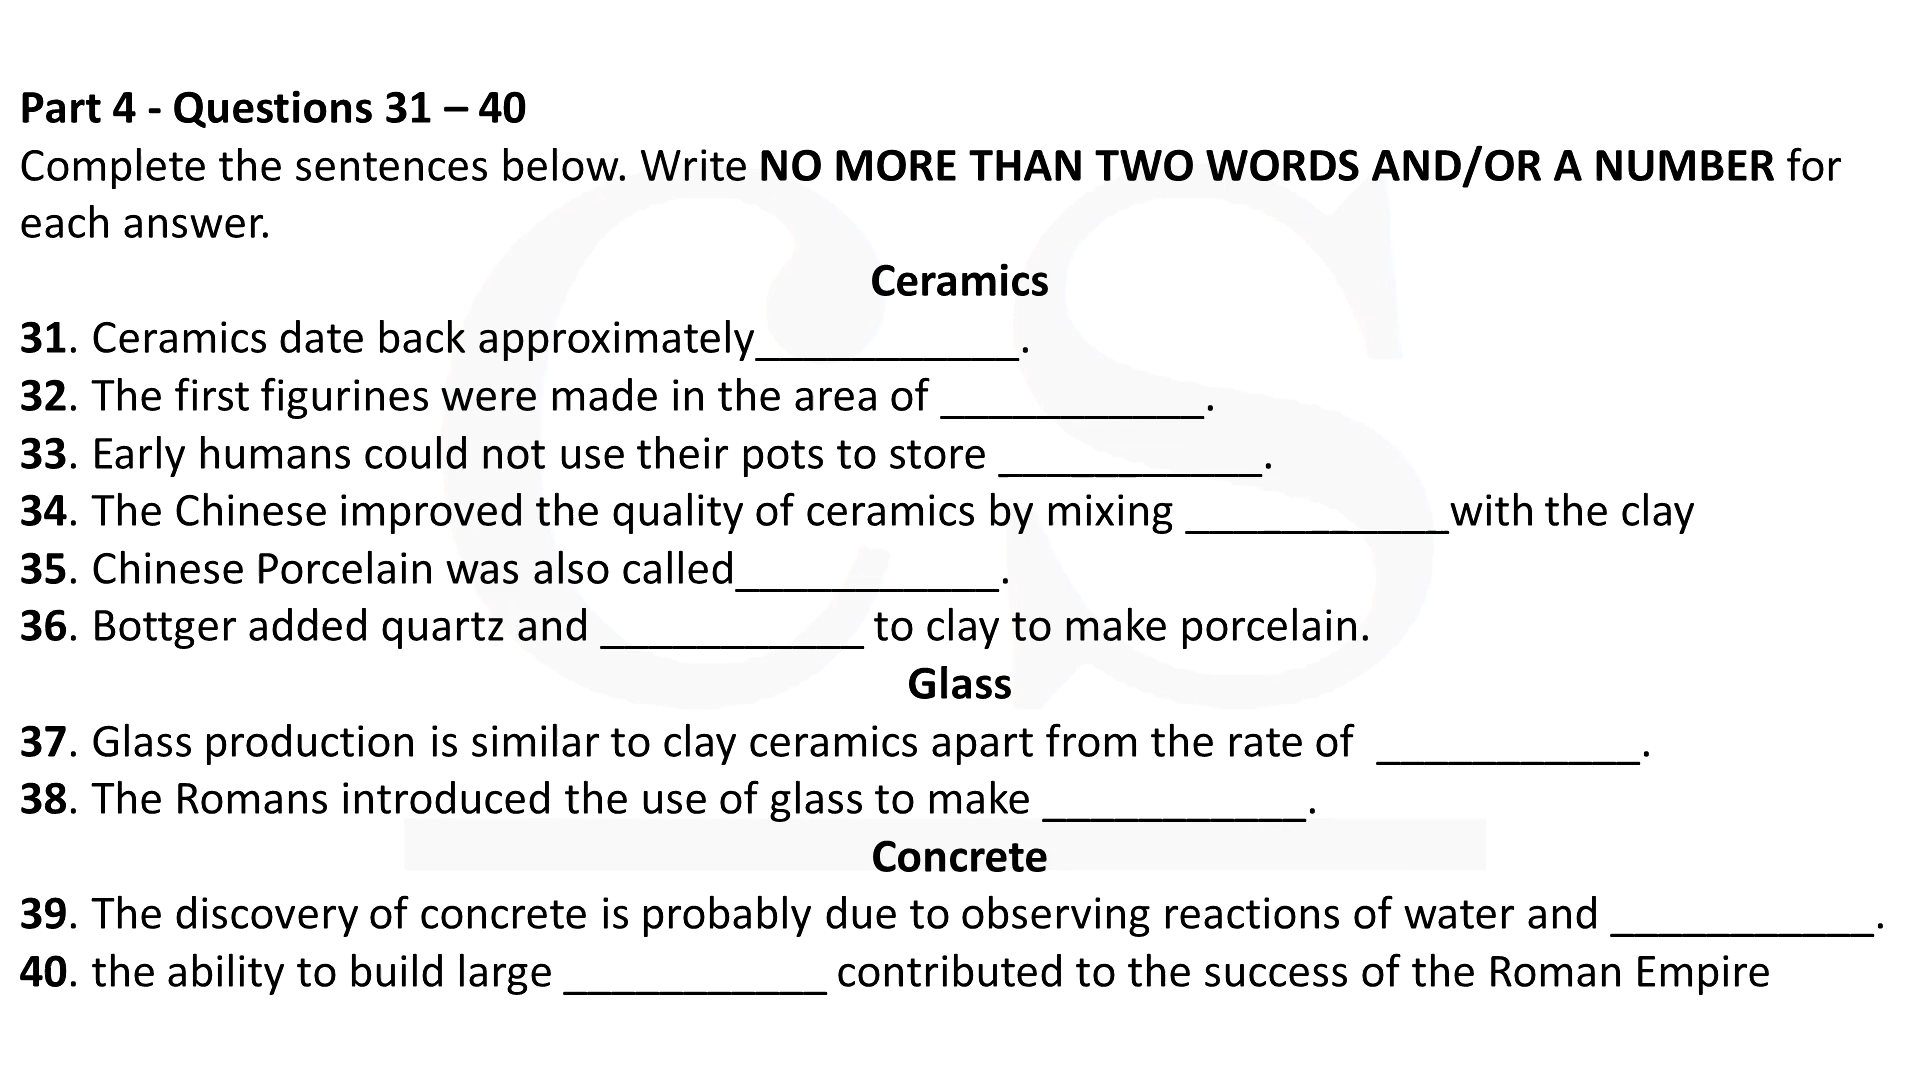 Part 4 - Questions 31 – 40
Complete the sentences below. Write NO MORE THAN TWO WORDS AND/OR A NUMBER for
each answer.
Ceramics
31. Ceramics date back approximately___________.
32. The first figurines were made in the area of ___________.
33. Early humans could not use their pots to store ___________.
34. The Chinese improved the quality of ceramics by mixing ___________with the clay
35. Chinese Porcelain was also called___________.
36. Bottger added quartz and ___________ to clay to make porcelain.
Glass
37. Glass production is similar to clay ceramics apart from the rate of ___________.
38. The Romans introduced the use of glass to make ___________.
Concrete
39. The discovery of concrete is probably due to observing reactions of water and ___________.
40. the ability to build large ___________ contributed to the success of the Roman Empire
CS